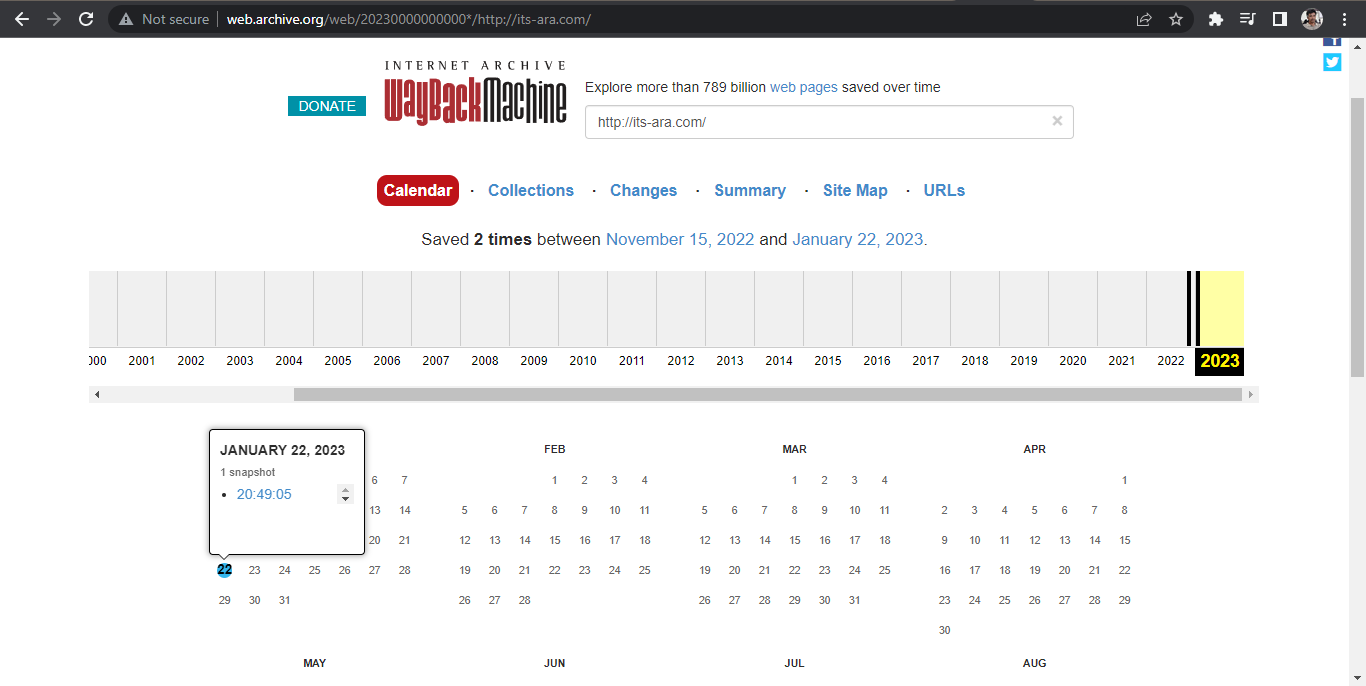 Not secure web.archive.org/web/20230000000000*/http://its-ara.com/
INTERNET ARCHIVE
WayBackMachine
DONATE
Explore more than 789 billion web pages saved over time
http://its-ara.com/
Calendar · Collections · Changes · Summary · Site Map · URLs
Saved 2 times between November 15, 2022 and January 22, 2023.
000 2001 2002 2003 2004 2005 2006 2007 2008 2009 2010 2011 2012 2013 2014 2015 2016 2017 2018 2019 2020 2021 2022 2023
JANUARY 22, 2023
1 snapshot
• 20:49:05
6 7
13 14
20 21
22 23 24 25 26 27 28
29 30 31
FEB
1 2 3 4
5 6 7 8 9 10 11
12 13 14 15 16 17 18
19 20 21 22 23 24 25
26 27 28
MAR
1 2 3 4
5 6 7 8 9 10 11
12 13 14 15 16 17 18
19 20 21 22 23 24 25
26 27 28 29 30 31
APR
1
2 3 4 5 6 7 8
9 10 11 12 13 14 15
16 17 18 19 20 21 22
23 24 25 26 27 28 29
30
MAY JUN JUL AUG